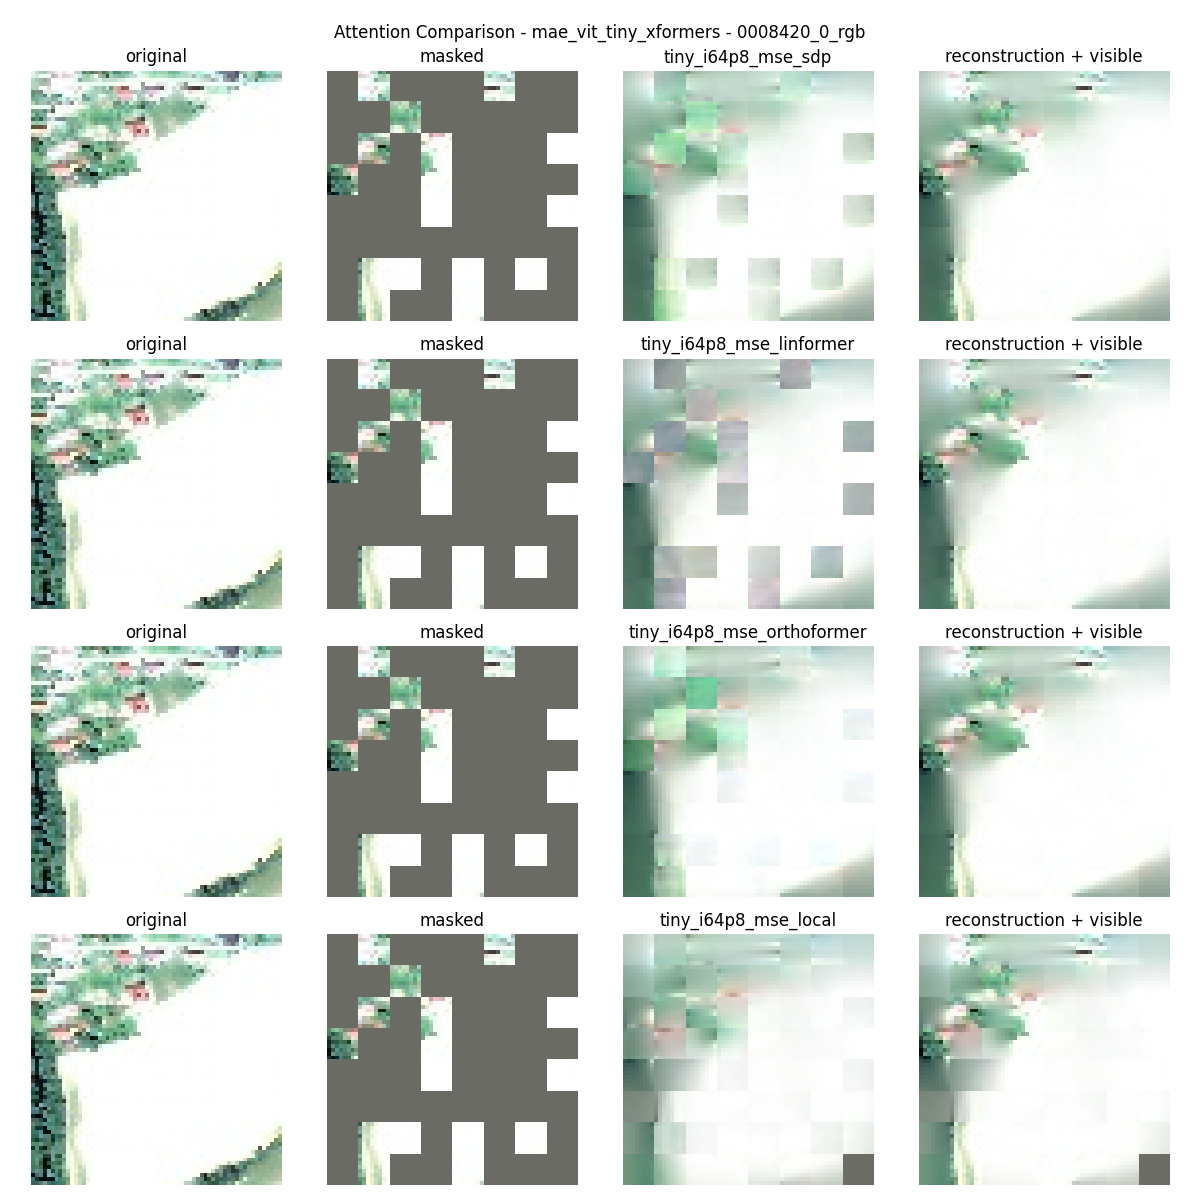 Attention Comparison - mae_vit_tiny_xformers - 0008420_0_rgb
original masked tiny_i64p8_mse_sdp reconstruction + visible
original masked tiny_i64p8_mse_linformer reconstruction + visible
original masked tiny_i64p8_mse_orthoformer reconstruction + visible
original masked tiny_i64p8_mse_local reconstruction + visible